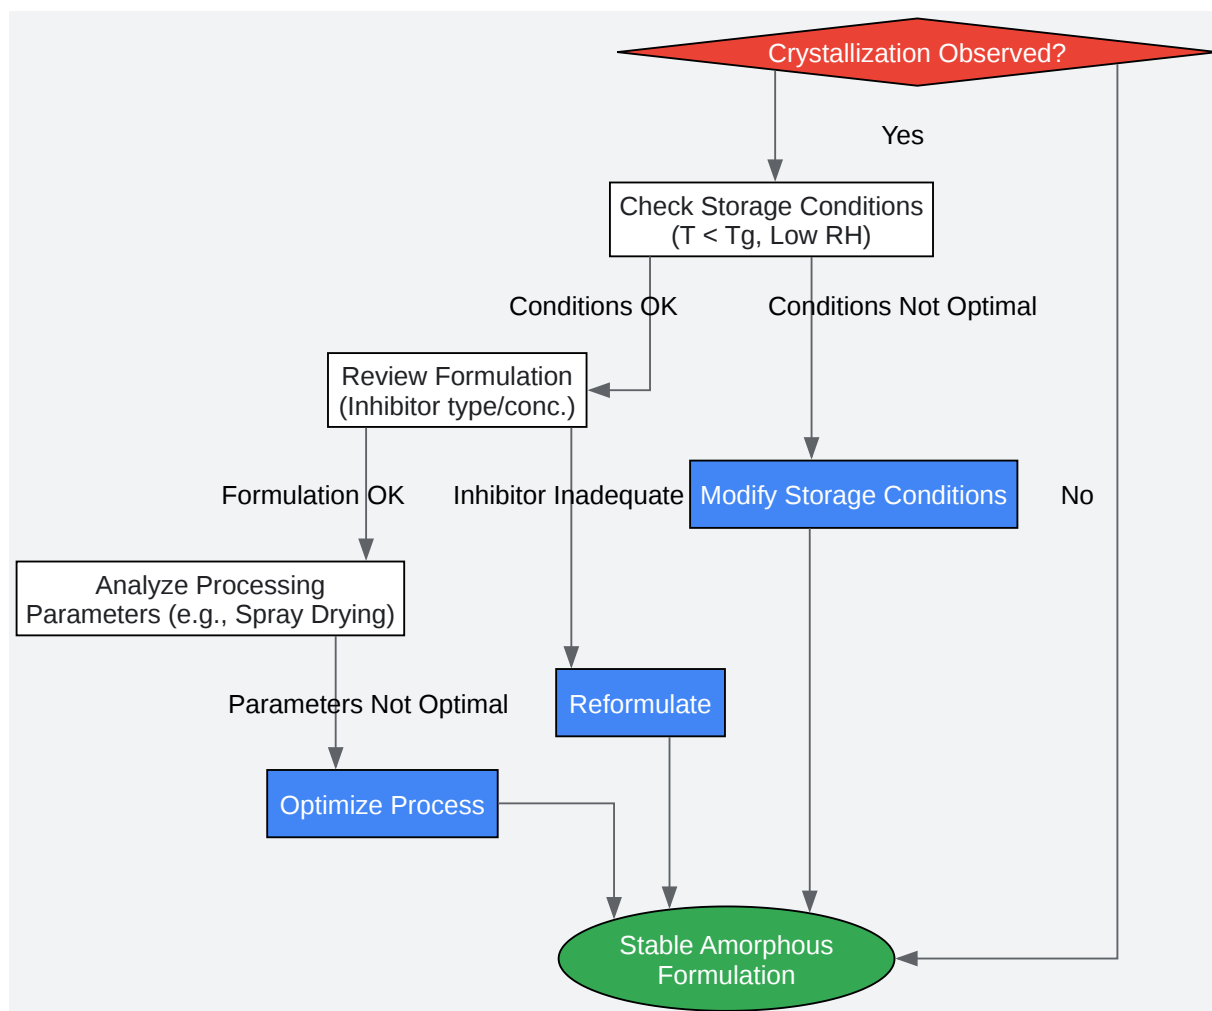 Crystallization Observed?
Yes
Check Storage Conditions
(T < Tg, Low RH)
Conditions OK
Conditions Not Optimal
Review Formulation
(Inhibitor type/conc.)
Formulation OK
Inhibitor Inadequate
Modify Storage Conditions
No
Analyze Processing
Parameters (e.g., Spray Drying)
Parameters Not Optimal
Reformulate
Optimize Process
Stable Amorphous
Formulation